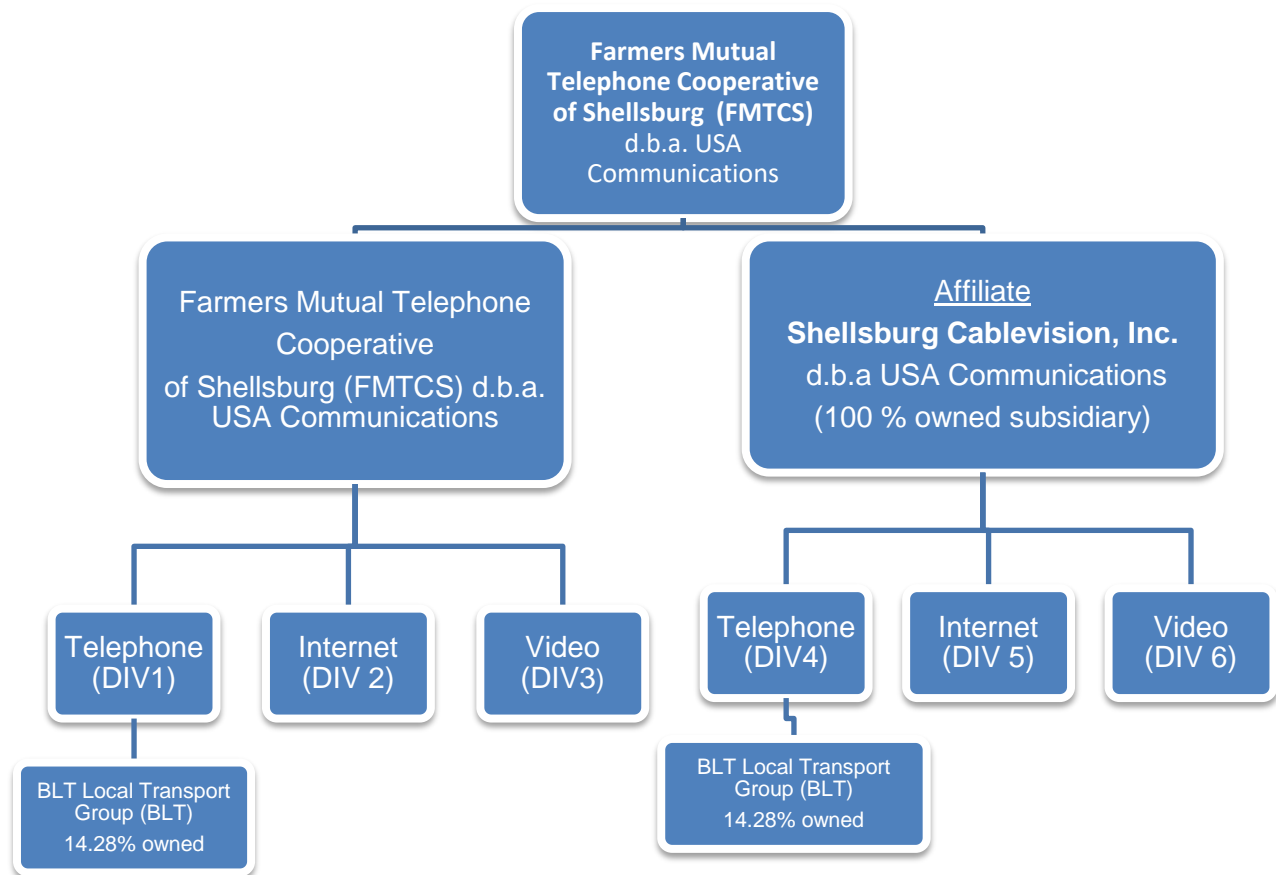 Farmers Mutual
Telephone Cooperative
of Shellsburg (FMTCS)
d.b.a. USA
Communications
Farmers Mutual Telephone
Cooperative
of Shellsburg (FMTCS) d.b.a.
USA Communications
Affiliate
Shellsburg Cablevision, Inc.
d.b.a USA Communications
(100 % owned subsidiary)
Telephone
(DIV1)
Internet
(DIV 2)
Video
(DIV3)
Telephone
(DIV4)
Internet
(DIV 5)
Video
(DIV 6)
BLT Local Transport
Group (BLT)
14.28% owned
BLT Local Transport
Group (BLT)
14.28% owned